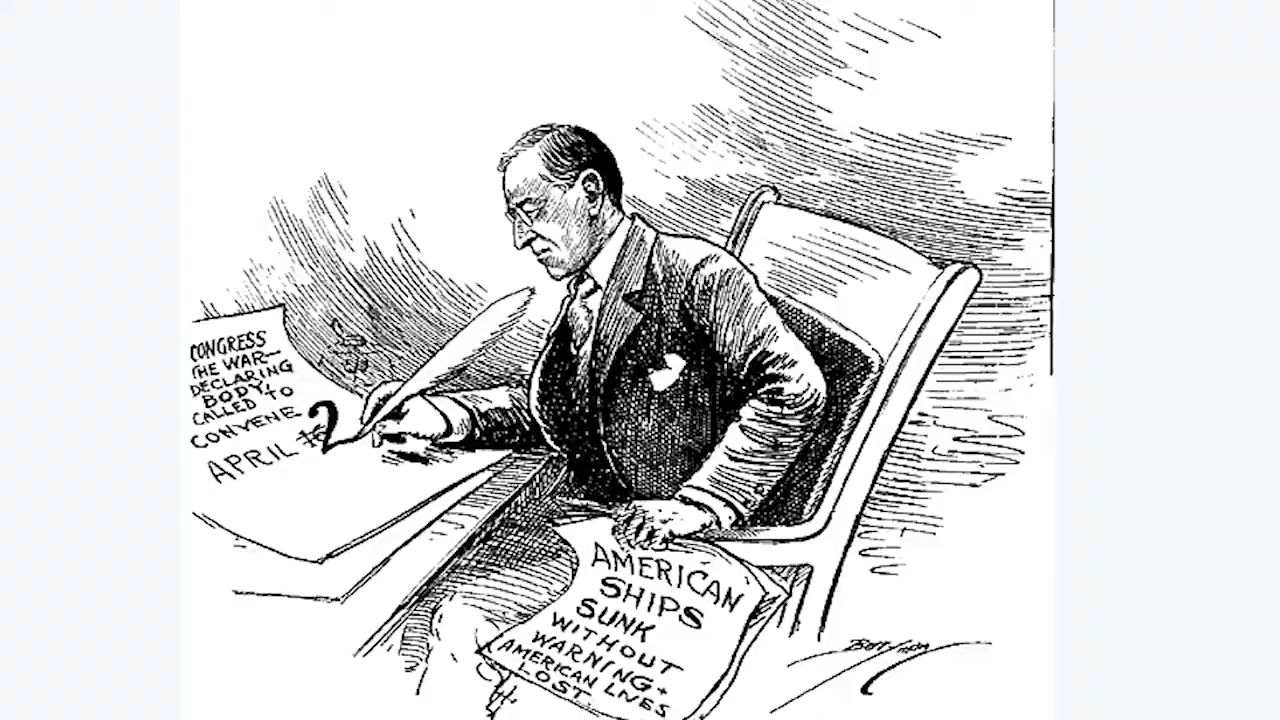 CONGRESS
THE WAR-
DECLARING
BODY,
CALLED TO
CONVENE
APRIL 2
AMERICAN
SHIPS
SUNK
WITHOUT
WARNING +
AMERICAN LIVES
LOST.